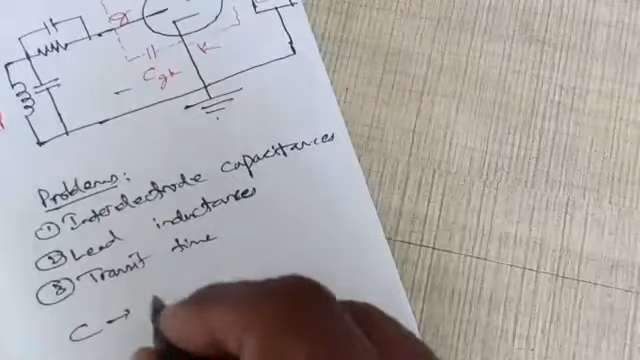 K
Cgk
Problems:
① Interelectrode capacitances
② Lead inductances
③ Transit time
C →